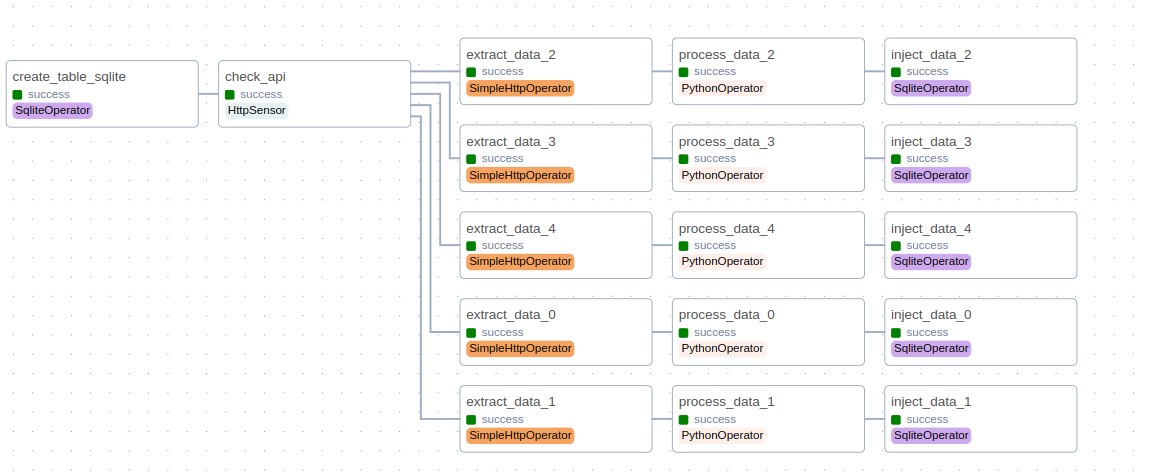 create_table_sqlite
success
SqliteOperator
check_api
success
HttpSensor
extract_data_2
success
SimpleHttpOperator
process_data_2
success
PythonOperator
inject_data_2
success
SqliteOperator
extract_data_3
success
SimpleHttpOperator
process_data_3
success
PythonOperator
inject_data_3
success
SqliteOperator
extract_data_4
success
SimpleHttpOperator
process_data_4
success
PythonOperator
inject_data_4
success
SqliteOperator
extract_data_0
success
SimpleHttpOperator
process_data_0
success
PythonOperator
inject_data_0
success
SqliteOperator
extract_data_1
success
SimpleHttpOperator
process_data_1
success
PythonOperator
inject_data_1
success
SqliteOperator